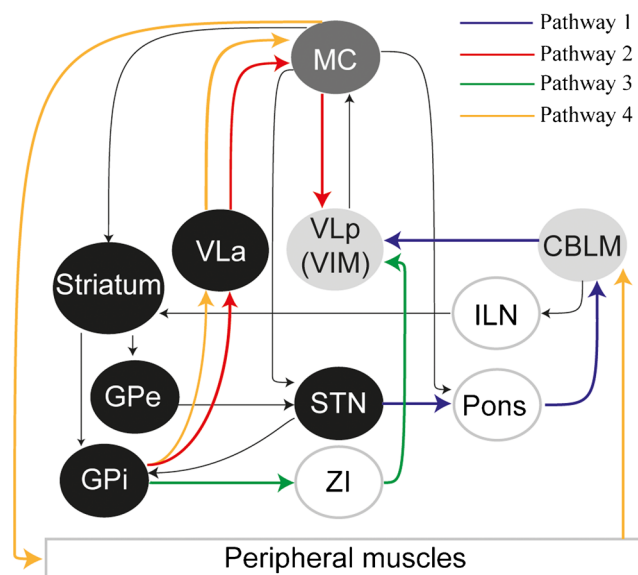 Pathway 1
MC
Pathway 2
Pathway 3
Pathway 4
VLp
(VIM)
VLa
CBLM
Striatum
ILN
GPe
STN
Pons
GPi
ZI
Peripheral muscles